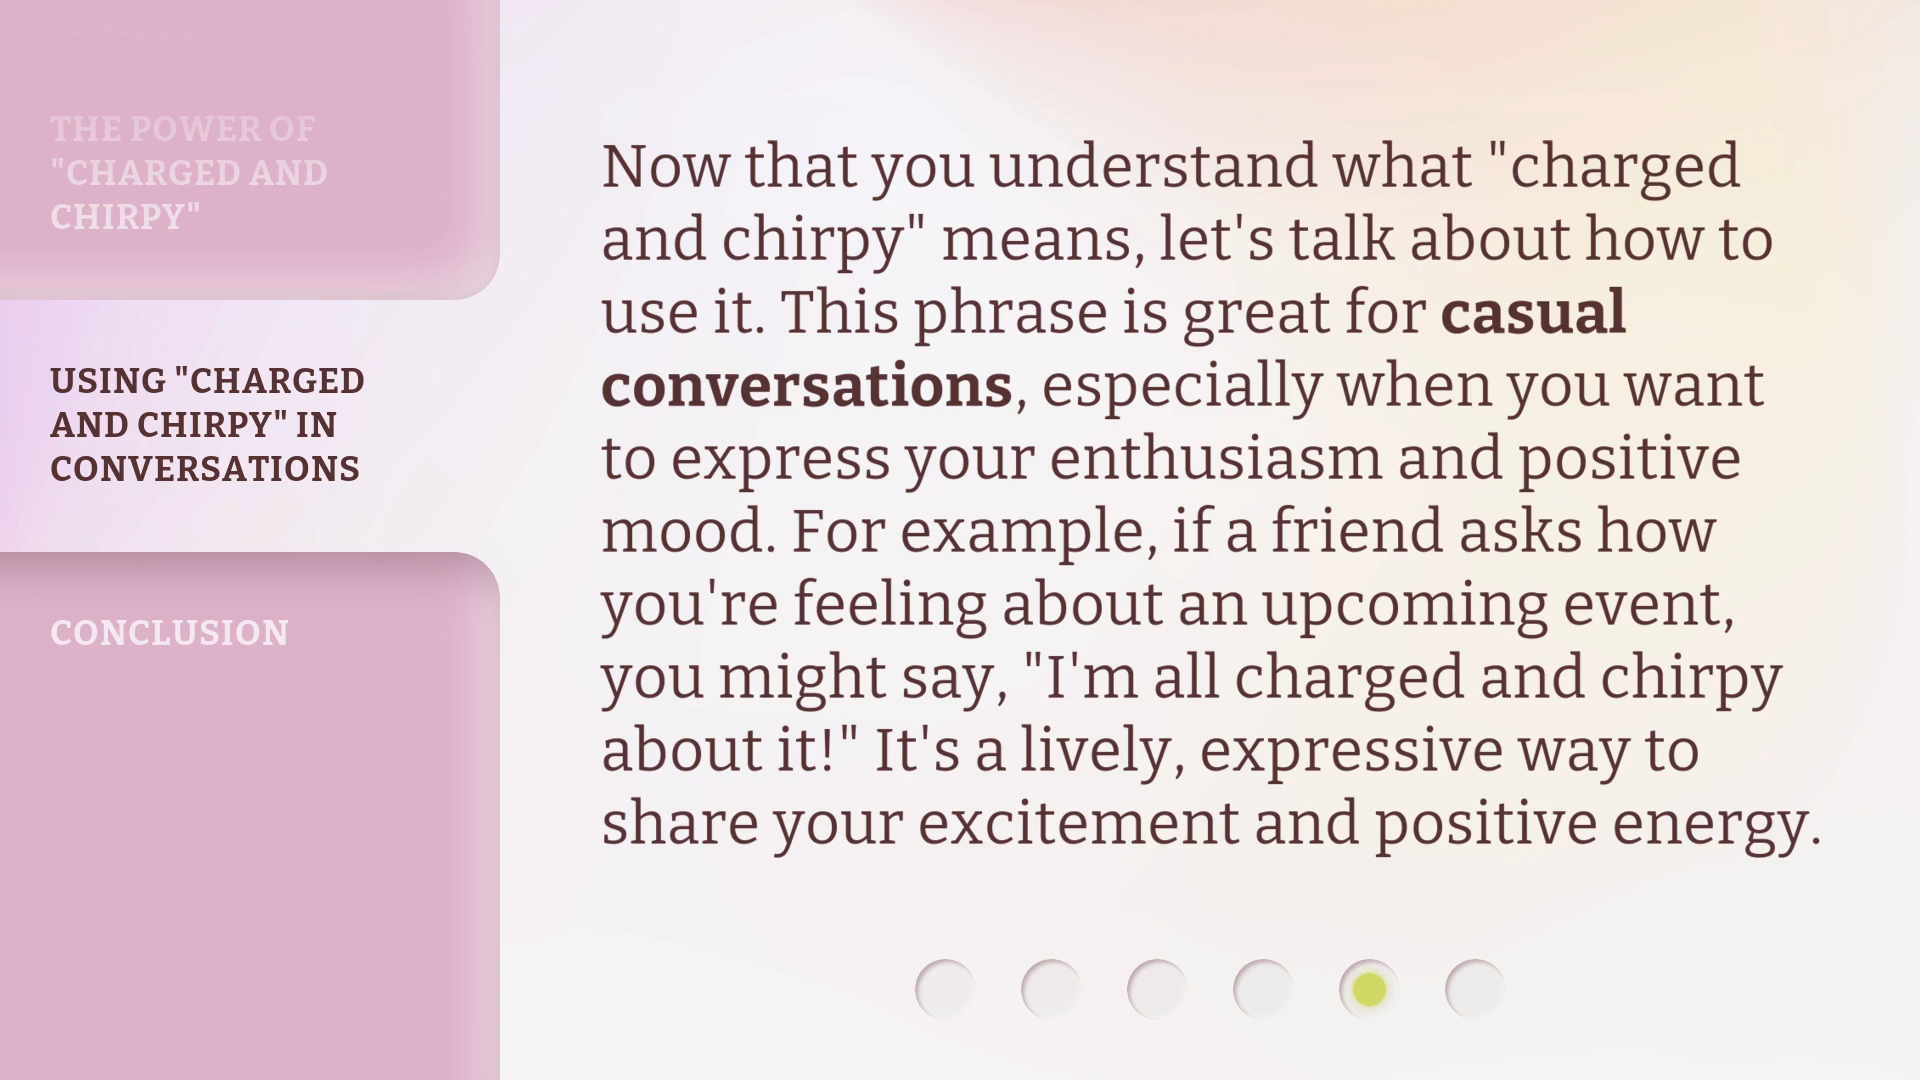 "CHIRPY"
THE POWER OF
"CHARGED AND
CHIRPY"
USING "CHARGED
AND CHIRPY" IN
CONVERSATIONS
CONCLUSION
Now that you understand what "charged
and chirpy" means, let's talk about how to
use it. This phrase is great for casual
conversations, especially when you want
to express your enthusiasm and positive
mood. For example, if a friend asks how
you're feeling about an upcoming event,
you might say, "I'm all charged and chirpy
about it!" It's a lively, expressive way to
share your excitement and positive energy.